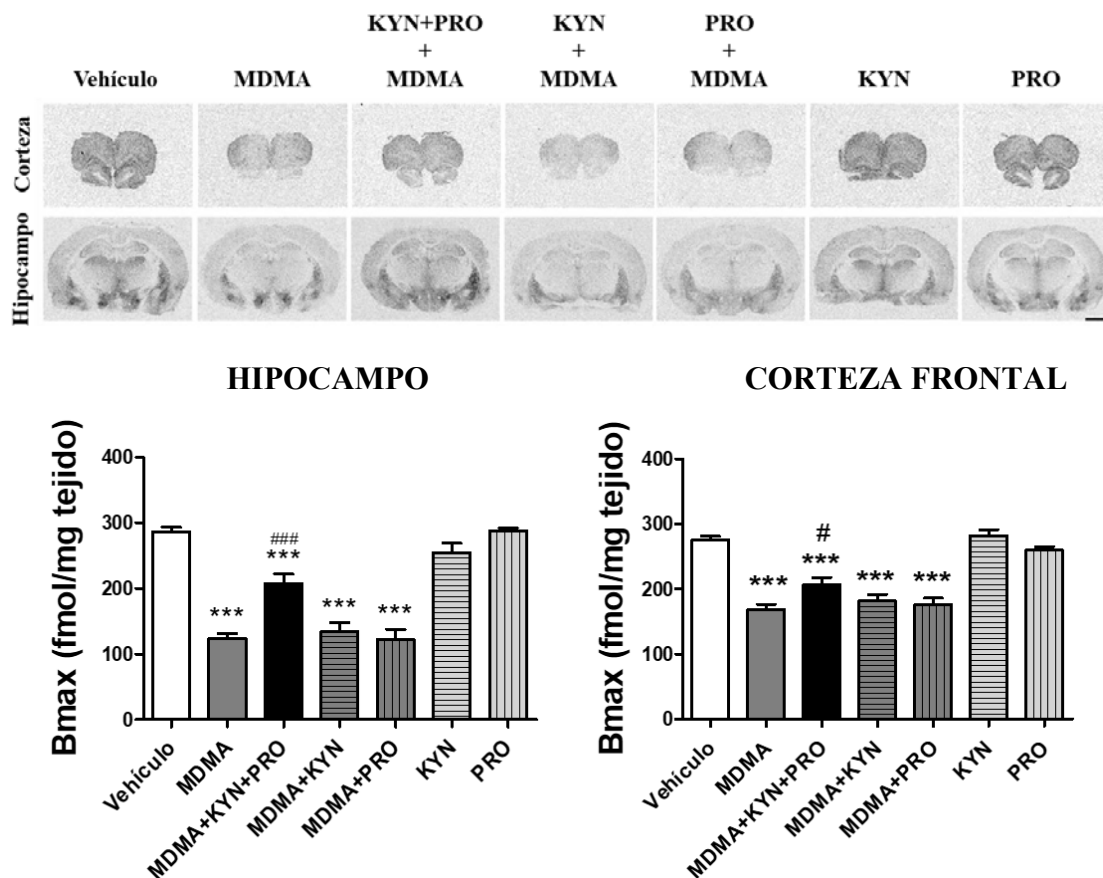 KYN+PRO KYN PRO
+ + +
Vehículo MDMA MDMA MDMA MDMA KYN PRO
Corteza
Hipocampo
HIPOCAMPO
Bmax (fmol/mg tejido)
400
300
200
100
0
***
###
***
***
***
Vehículo
MDMA
MDMA+KYN+PRO
MDMA+KYN
MDMA+PRO
KYN
PRO
CORTEZA FRONTAL
Bmax (fmol/mg tejido)
400
300
200
100
0
***
#
***
***
***
Vehículo
MDMA
MDMA+KYN+PRO
MDMA+KYN
MDMA+PRO
KYN
PRO